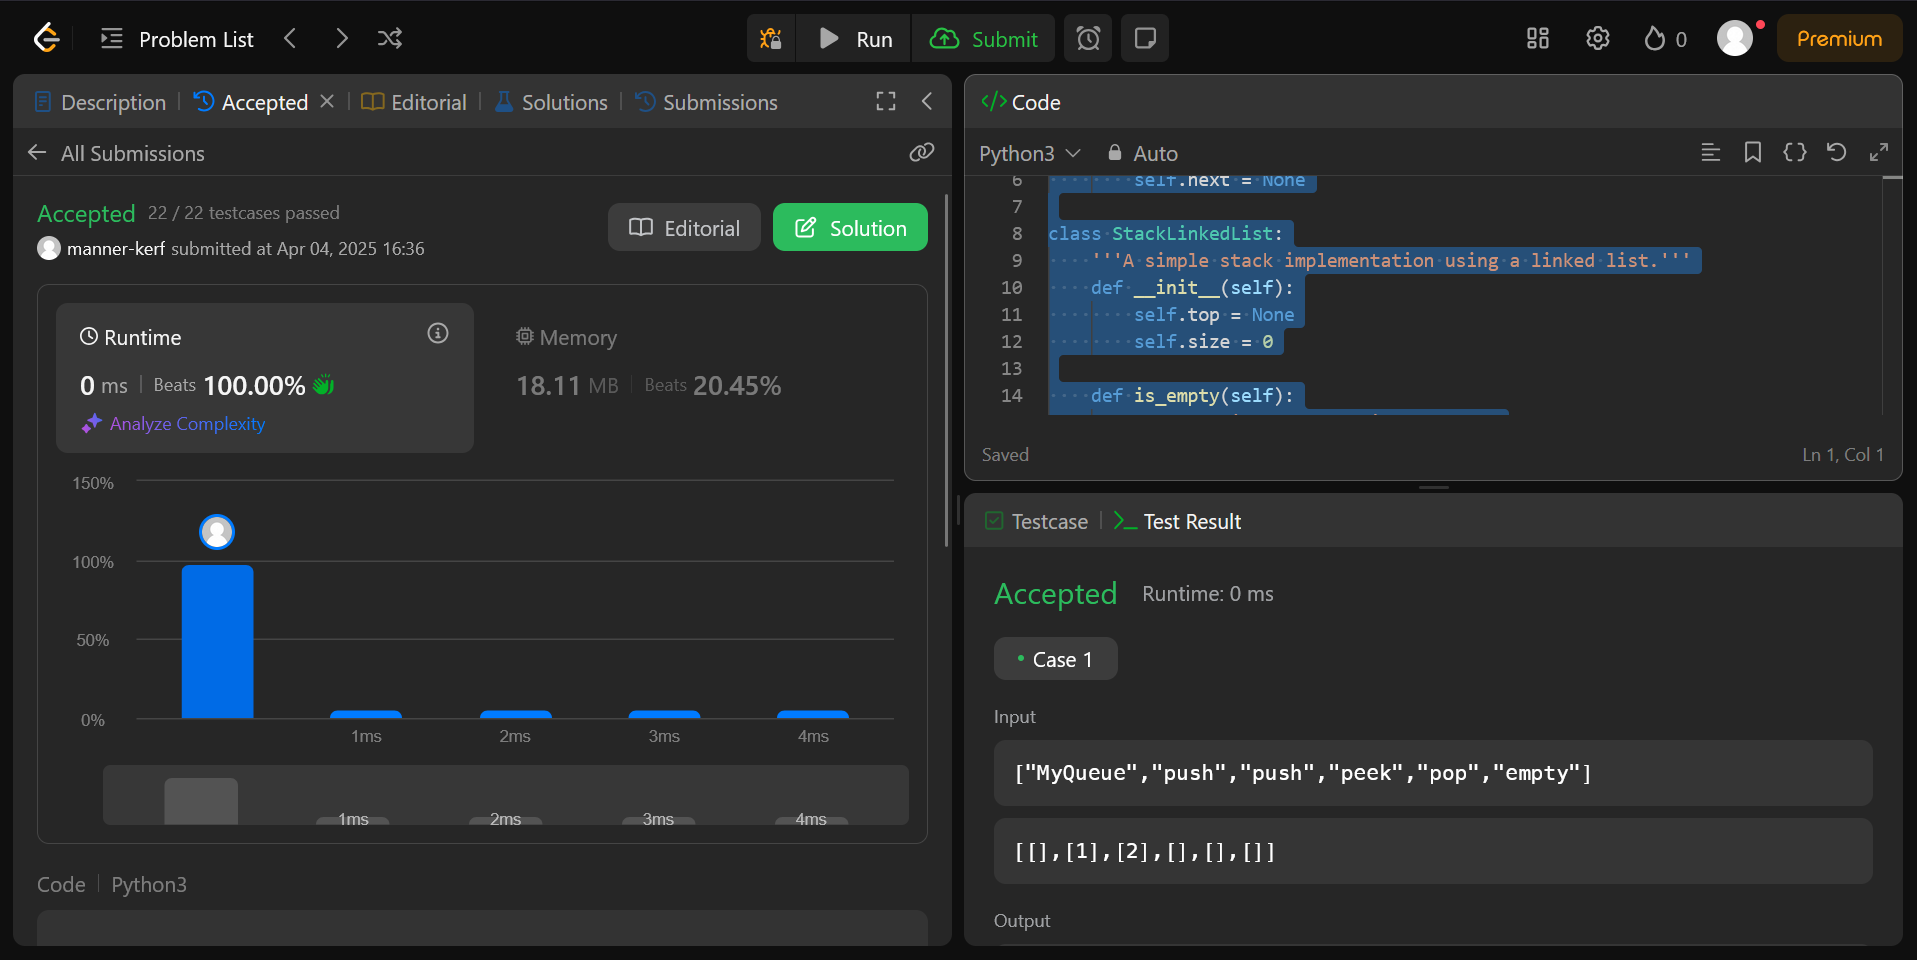 Problem List
Run
Submit
0
Premium
Description
Accepted
Editorial
Solutions
Submissions
All Submissions
Accepted 22 / 22 testcases passed
manner-kerf submitted at Apr 04, 2025 16:36
Editorial
Solution
Runtime
0 ms Beats 100.00%
Analyze Complexity
Memory
18.11 MB Beats 20.45%
150%
100%
50%
0%
1ms 2ms 3ms 4ms
1ms 2ms 3ms 4ms
Code Python3
</> Code
Python3 Auto
6 self.next = None
7
8 class StackLinkedList:
9 '''A simple stack implementation using a linked list.'''
10 def __init__(self):
11 self.top = None
12 self.size = 0
13
14 def is_empty(self):
Saved Ln 1, Col 1
Testcase
Test Result
Accepted Runtime: 0 ms
Case 1
Input
["MyQueue","push","push","peek","pop","empty"]
[[],[1],[2],[],[],[]]
Output